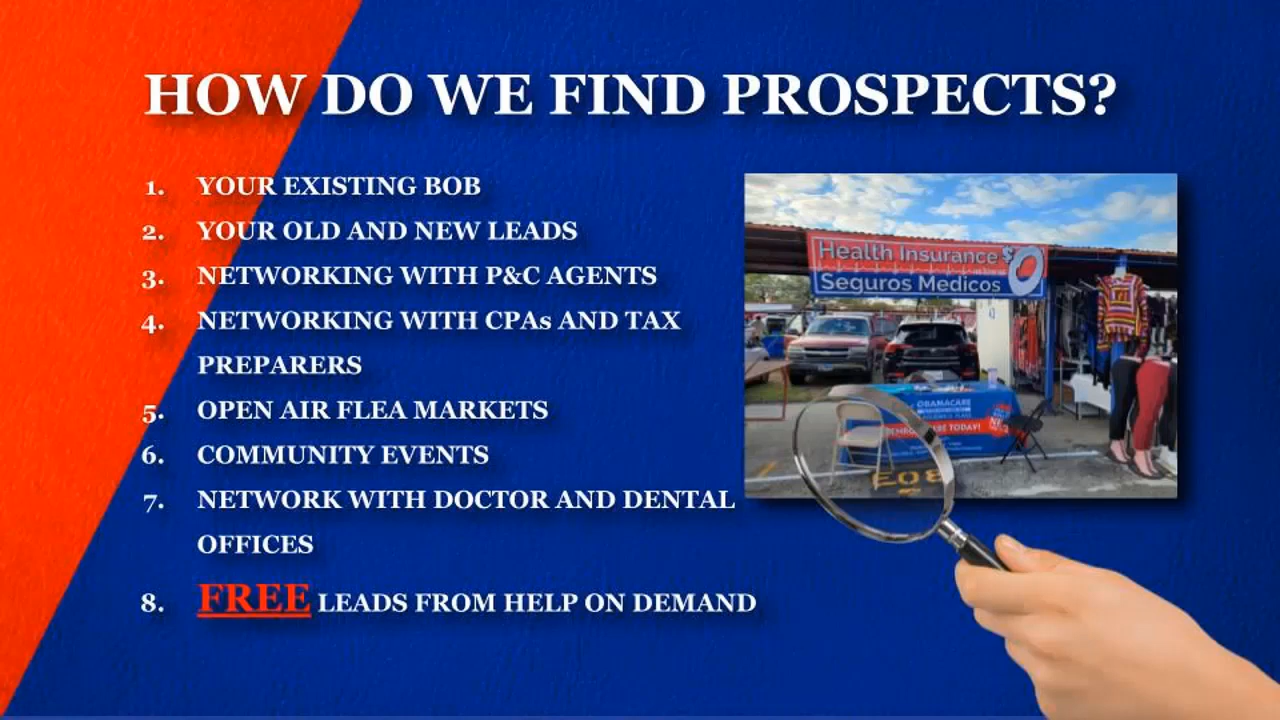 HOW DO WE FIND PROSPECTS?
1. YOUR EXISTING BOB
2. YOUR OLD AND NEW LEADS
3. NETWORKING WITH P&C AGENTS
4. NETWORKING WITH CPAs AND TAX
PREPARERS
5. OPEN AIR FLEA MARKETS
6. COMMUNITY EVENTS
7. NETWORK WITH DOCTOR AND DENTAL
OFFICES
8. FREE LEADS FROM HELP ON DEMAND
Health Insurance
Seguros Medicos
OBAMACARE
TODAY!
E08